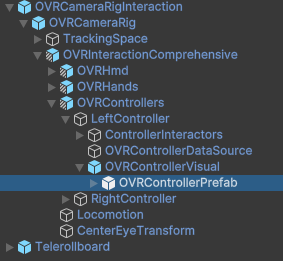 OVRCameraRigInteraction
OVRCameraRig
TrackingSpace
OVRInteractionComprehensive
OVRHmd
OVRHands
OVRControllers
LeftController
ControllerInteractors
OVRControllerDataSource
OVRControllerVisual
OVRControllerPrefab
RightController
Locomotion
CenterEyeTransform
Telerollboard